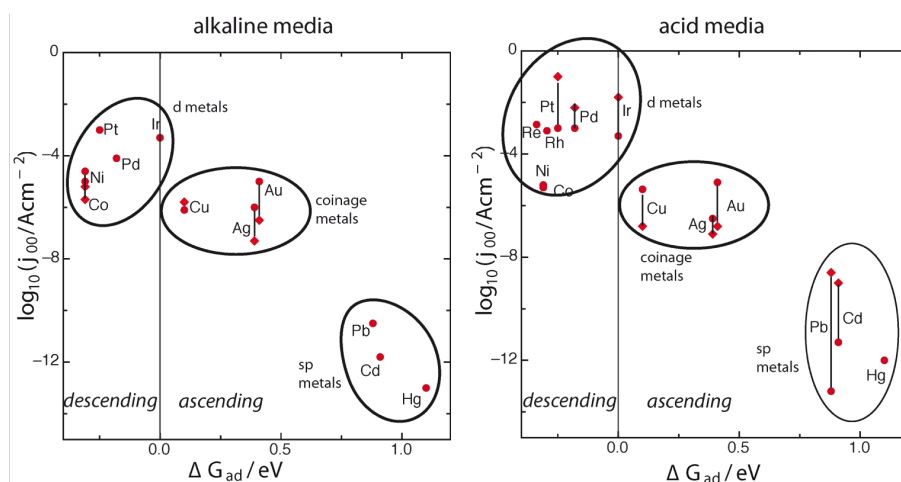 alkaline media
acid media
0
−4
−8
−12
log₁₀ (j₀₀/Acm⁻²)
d metals
Pt
Ir
Pd
Ni
Co
Cu
Au
Ag
coinage
metals
Pb
Cd
Hg
sp
metals
descending
ascending
0.0
0.5
1.0
Δ G_ad / eV
0
−4
−8
−12
log₁₀ (j₀₀/Acm⁻²)
d metals
Pt
Pd
Ir
Re
Rh
Ni
Co
Cu
Au
Ag
coinage
metals
Pb
Cd
Hg
sp
metals
descending
ascending
0.0
0.5
1.0
Δ G_ad / eV